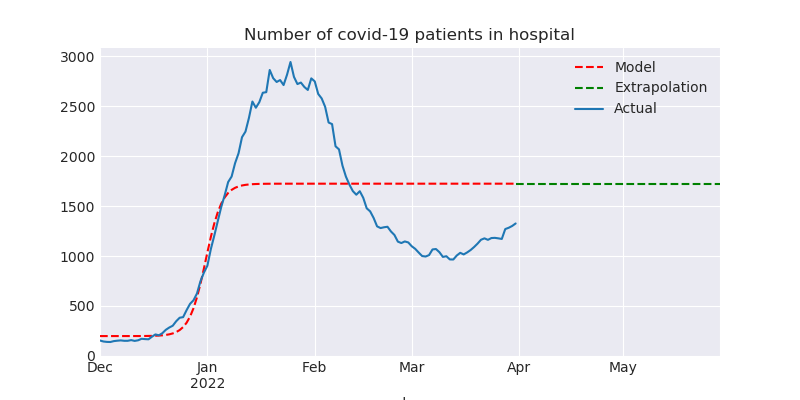 Number of covid-19 patients in hospital
3000
2500
2000
1500
1000
500
0
Model
Extrapolation
Actual
Dec Jan Feb Mar Apr May
2022